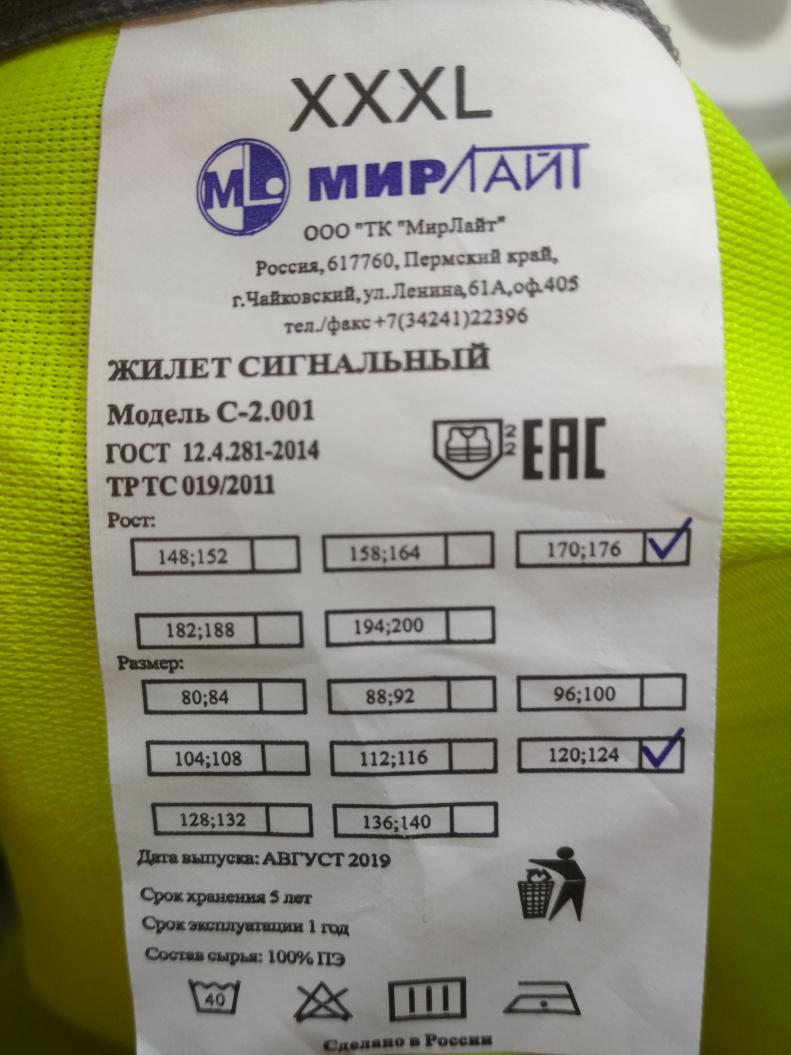 XXXL
МL МИРЛАЙТ
ООО "ТК "МирЛайт"
Россия, 617760, Пермский край,
г.Чайковский,ул.Ленина,61А,оф.405
тел./факс+7(34241)22396
ЖИЛЕТ СИГНАЛЬНЫЙ
Модель С-2.001
ГОСТ 12.4.281-2014
ТР ТС 019/2011
2
2
EAC
Рост:
148;152 158;164 170;176
182;188 194;200
Размер:
80;84 88;92 96;100
104;108 112;116 120;124
128;132 136;140
Дата выпуска: АВГУСТ 2019
Срок хранения 5 лет
Срок эксплуатации 1 год
Состав сырья: 100% ПЭ
40
Сделано в России